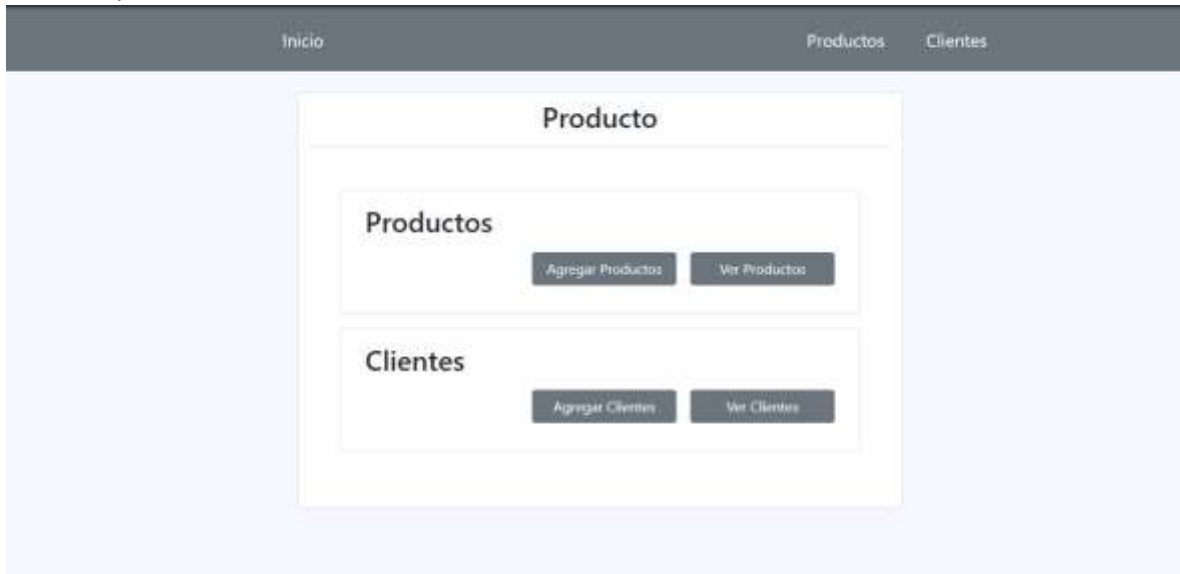 Inicio Productos Clientes
Producto
Productos
Agregar Productos Ver Productos
Clientes
Agregar Clientes Ver Clientes